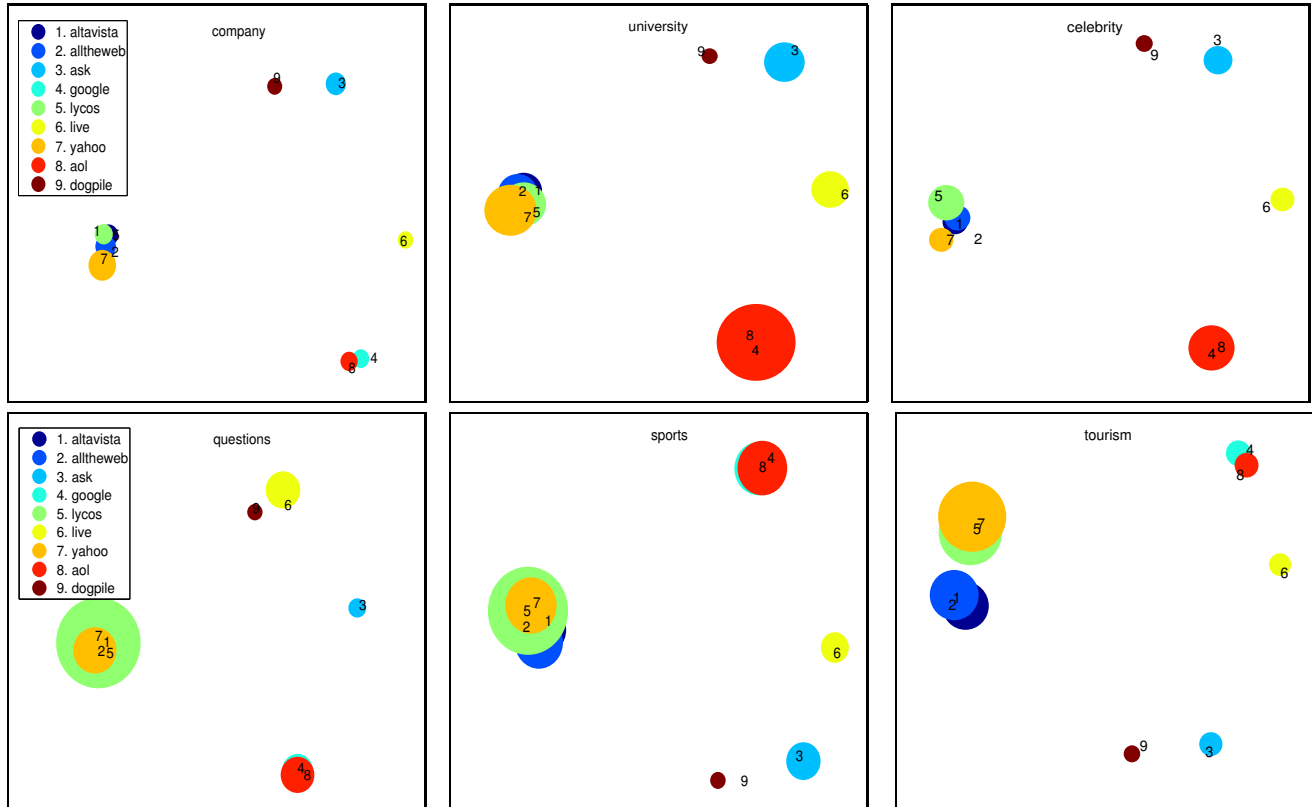 company
1. altavista
2. alltheweb
3. ask
4. google
5. lycos
6. live
7. yahoo
8. aol
9. dogpile
9
3
1
2
7
6
4
8
university
9
3
2
1
7
5
6
8
4
celebrity
3
9
5
1
7
2
6
4
8
questions
1. altavista
2. alltheweb
3. ask
4. google
5. lycos
6. live
7. yahoo
8. aol
9. dogpile
6
9
3
7
1
2
5
4
8
sports
4
8
7
5
1
2
6
3
9
tourism
4
8
7
5
6
1
2
9
3